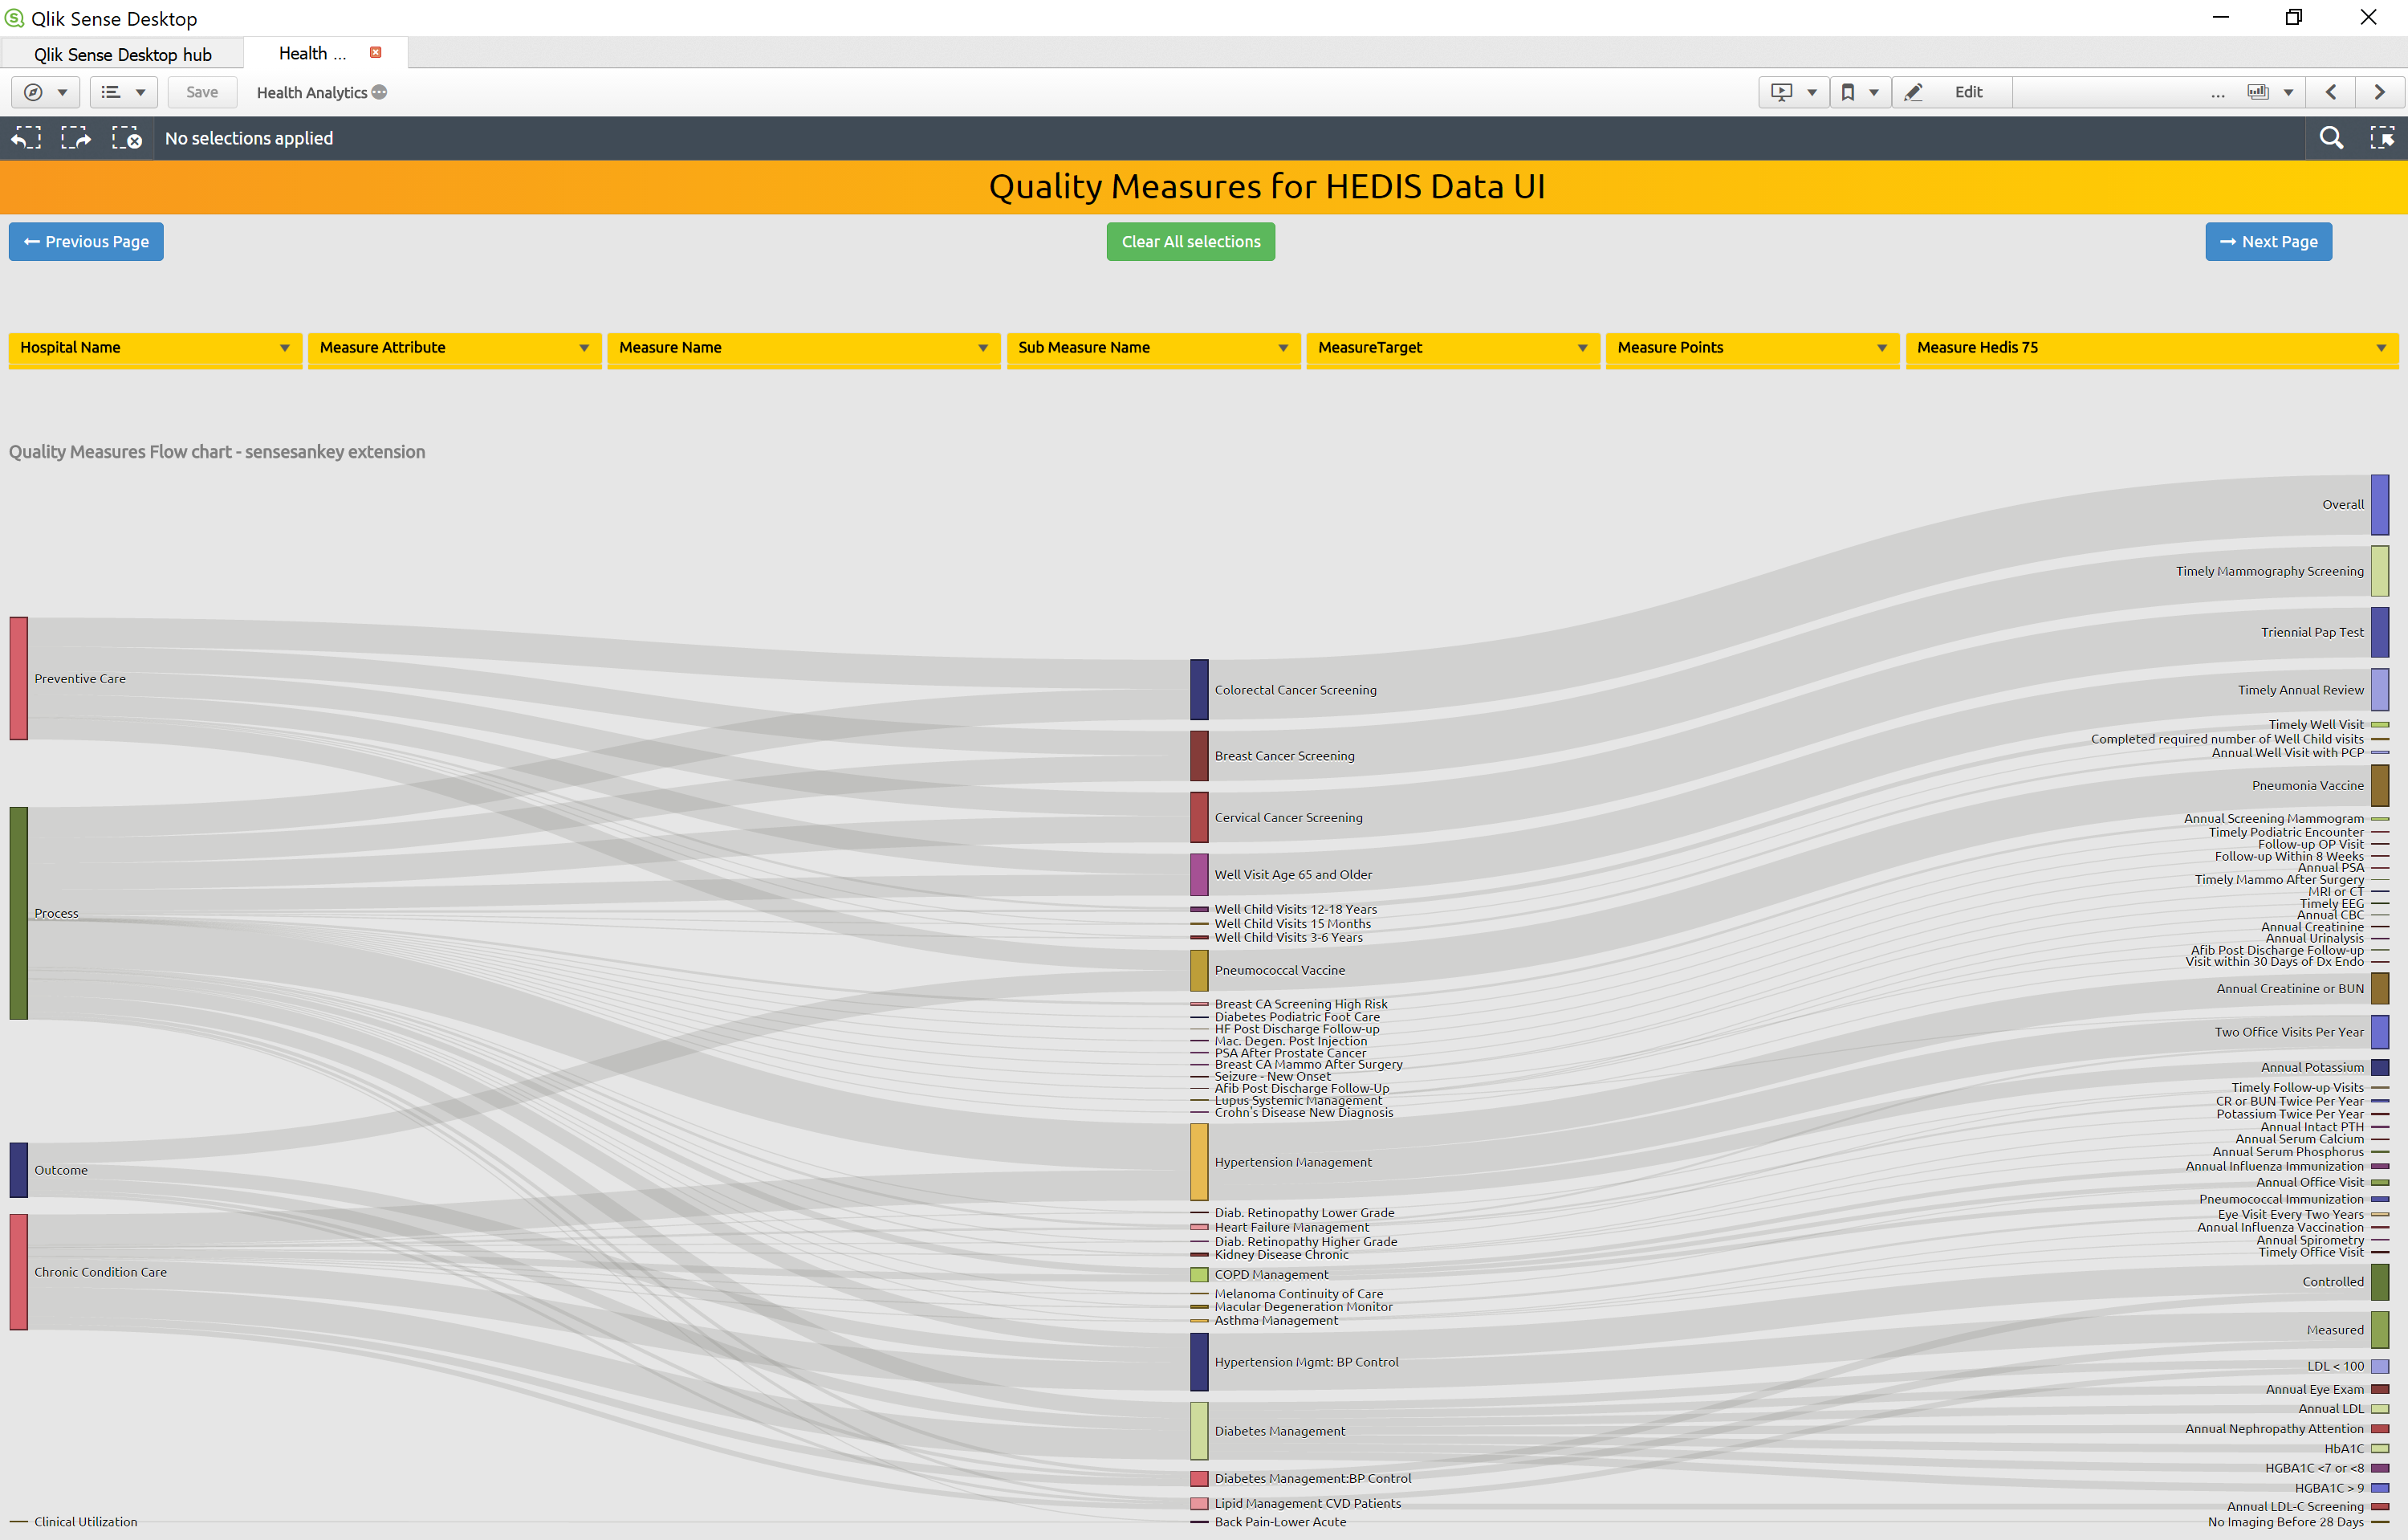 Qlik Sense Desktop
Qlik Sense Desktop hub
Health ...
Save
Health Analytics
Edit
...
No selections applied
Quality Measures for HEDIS Data UI
Previous Page
Clear All selections
Next Page
Hospital Name
Measure Attribute
Measure Name
Sub Measure Name
MeasureTarget
Measure Points
Measure Hedis 75
Quality Measures Flow chart - sensesankey extension
Preventive Care
Process
Outcome
Chronic Condition Care
Clinical Utilization
Colorectal Cancer Screening
Breast Cancer Screening
Cervical Cancer Screening
Well Visit Age 65 and Older
Well Child Visits 12-18 Years
Well Child Visits 15 Months
Well Child Visits 3-6 Years
Pneumococcal Vaccine
Breast CA Screening High Risk
Diabetes Podiatric Foot Care
HF Post Discharge Follow-up
Mac. Degen. Post Injection
PSA After Prostate Cancer
Breast CA Mammo After Surgery
Seizure - New Onset
Afib Post Discharge Follow-Up
Lupus Systemic Management
Crohn's Disease New Diagnosis
Hypertension Management
Diab. Retinopathy Lower Grade
Heart Failure Management
Diab. Retinopathy Higher Grade
Kidney Disease Chronic
COPD Management
Melanoma Continuity of Care
Macular Degeneration Monitor
Asthma Management
Hypertension Mgmt: BP Control
Diabetes Management
Diabetes Management:BP Control
Lipid Management CVD Patients
Back Pain-Lower Acute
Overall
Timely Mammography Screening
Triennial Pap Test
Timely Annual Review
Timely Well Visit
Completed required number of Well Child visits
Annual Well Visit with PCP
Pneumonia Vaccine
Annual Screening Mammogram
Timely Podiatric Encounter
Follow-up OP Visit
Follow-up Within 8 Weeks
Annual PSA
Timely Mammo After Surgery
MRI or CT
Timely EEG
Annual CBC
Annual Creatinine
Annual Urinalysis
Afib Post Discharge Follow-up
Visit within 30 Days of Dx Endo
Annual Creatinine or BUN
Two Office Visits Per Year
Annual Potassium
Timely Follow-up Visits
CR or BUN Twice Per Year
Potassium Twice Per Year
Annual Intact PTH
Annual Serum Calcium
Annual Serum Phosphorus
Annual Influenza Immunization
Annual Office Visit
Pneumococcal Immunization
Eye Visit Every Two Years
Annual Influenza Vaccination
Annual Spirometry
Timely Office Visit
Controlled
Measured
LDL < 100
Annual Eye Exam
Annual LDL
Annual Nephropathy Attention
HbA1C
HGBA1C <7 or <8
HGBA1C > 9
Annual LDL-C Screening
No Imaging Before 28 Days